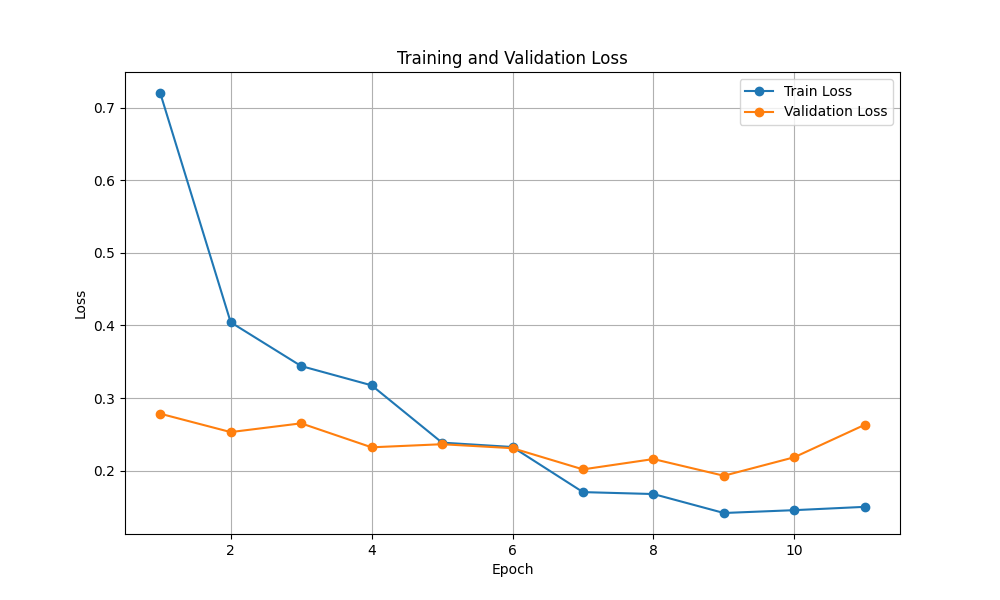 Training and Validation Loss
Train Loss
Validation Loss
0.7
0.6
0.5
0.4
0.3
0.2
Loss
2 4 6 8 10
Epoch